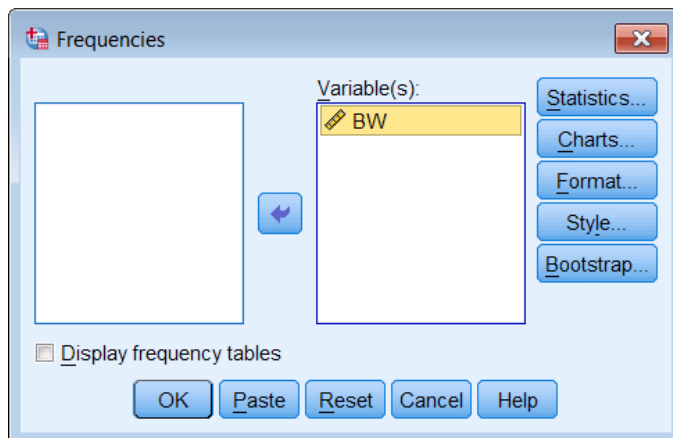 Frequencies
Variable(s):
BW
Statistics...
Charts...
Format...
Style...
Bootstrap...
Display frequency tables
OK Paste Reset Cancel Help